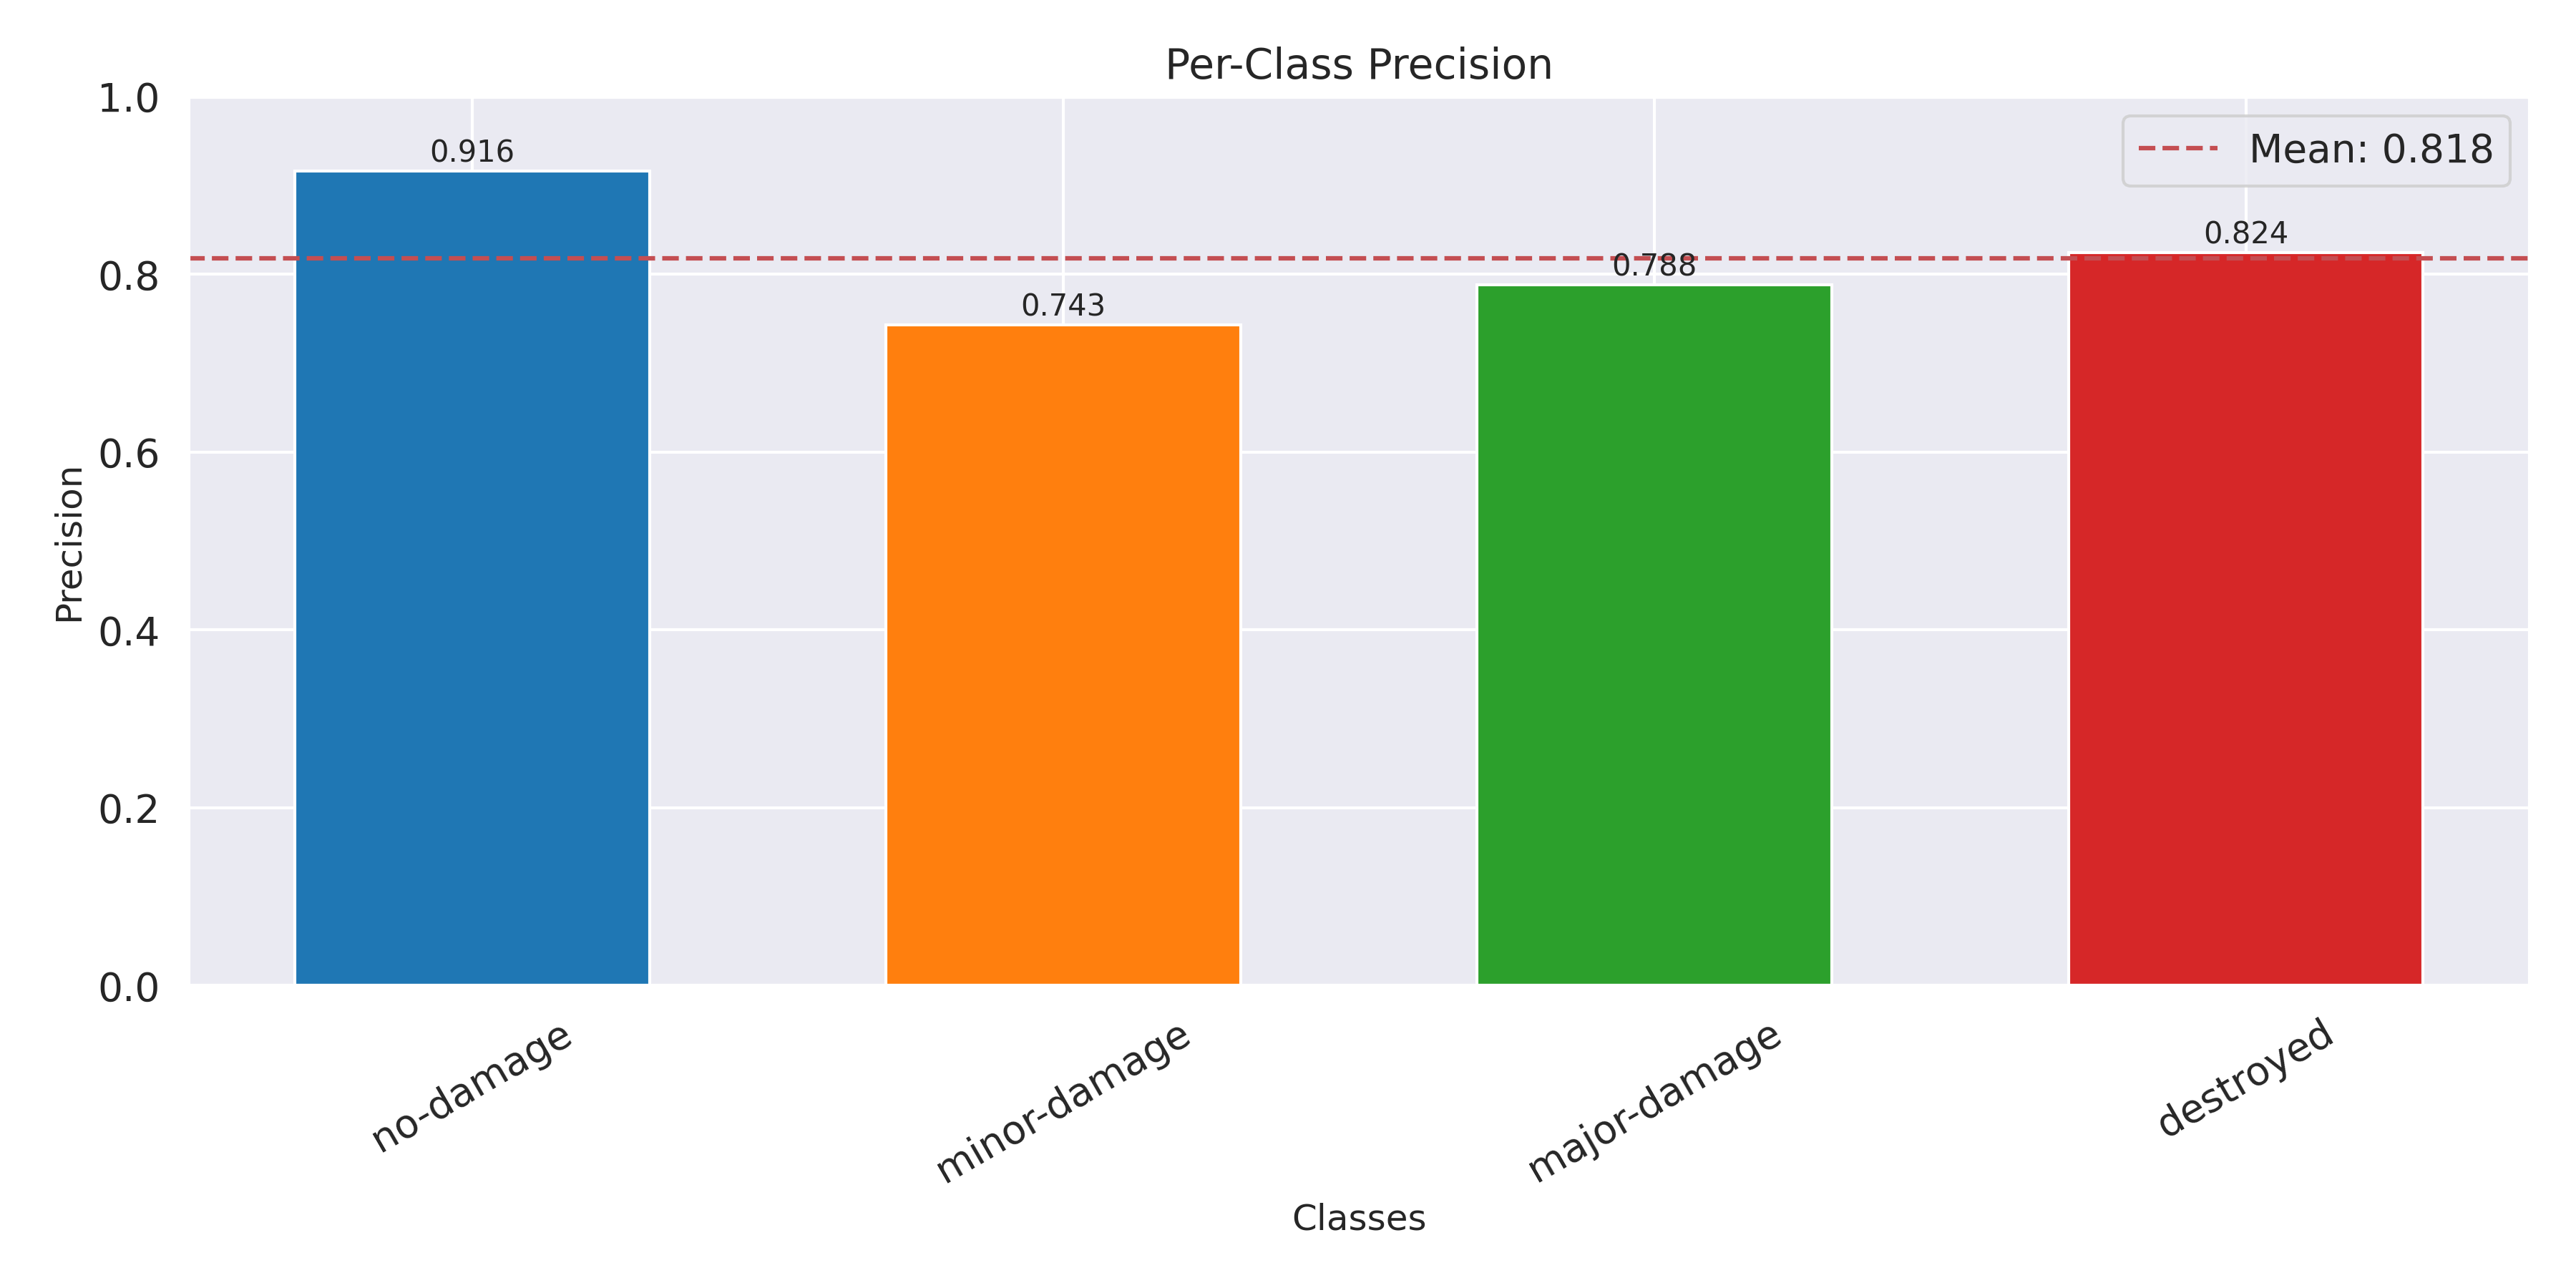 Per-Class Precision
1.0
0.8
0.6
0.4
0.2
0.0
Precision
0.916
0.743
0.788
0.824
Mean: 0.818
no-damage
minor-damage
major-damage
destroyed
Classes